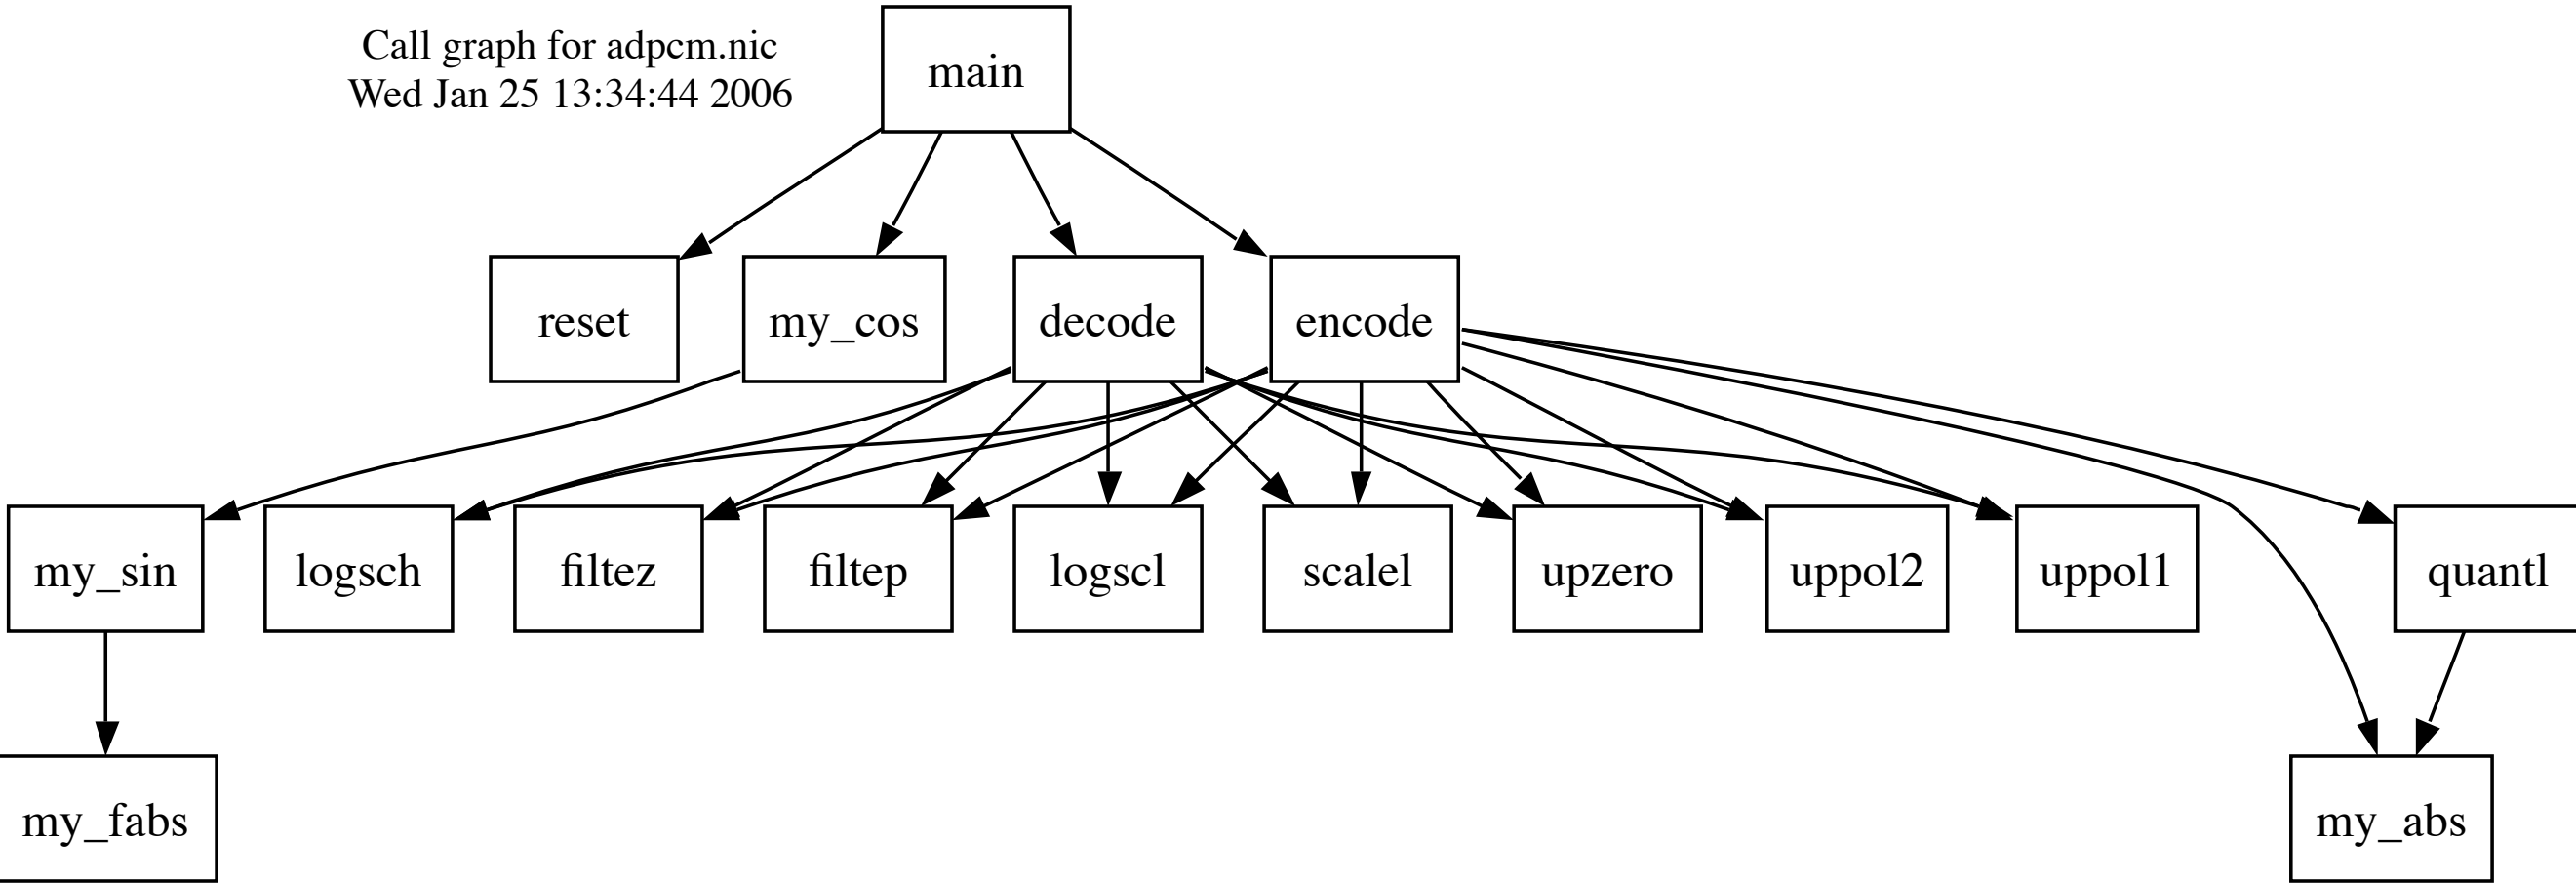 Call graph for adpcm.nic
Wed Jan 25 13:34:44 2006
main
reset
my_cos
decode
encode
my_sin
logsch
filtez
filtep
logscl
scalel
upzero
uppol2
uppol1
quantl
my_fabs
my_abs